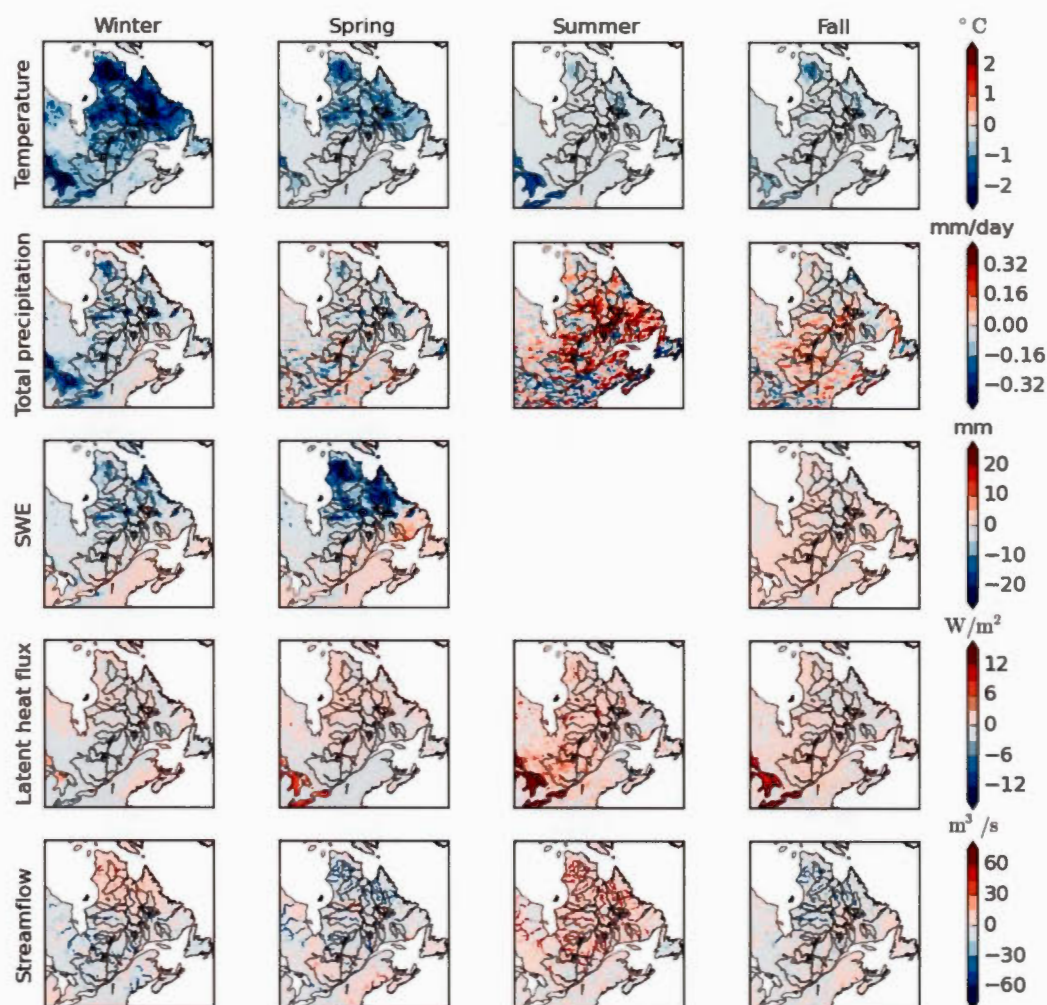 Winter Spring Summer Fall ° C
Temperature
2
1
0
−1
−2
mm/day
Total precipitation
0.32
0.16
0.00
−0.16
−0.32
mm
SWE
20
10
0
−10
−20
W/m²
Latent heat flux
12
6
0
−6
−12
m³ /s
Streamflow
60
30
0
−30
−60